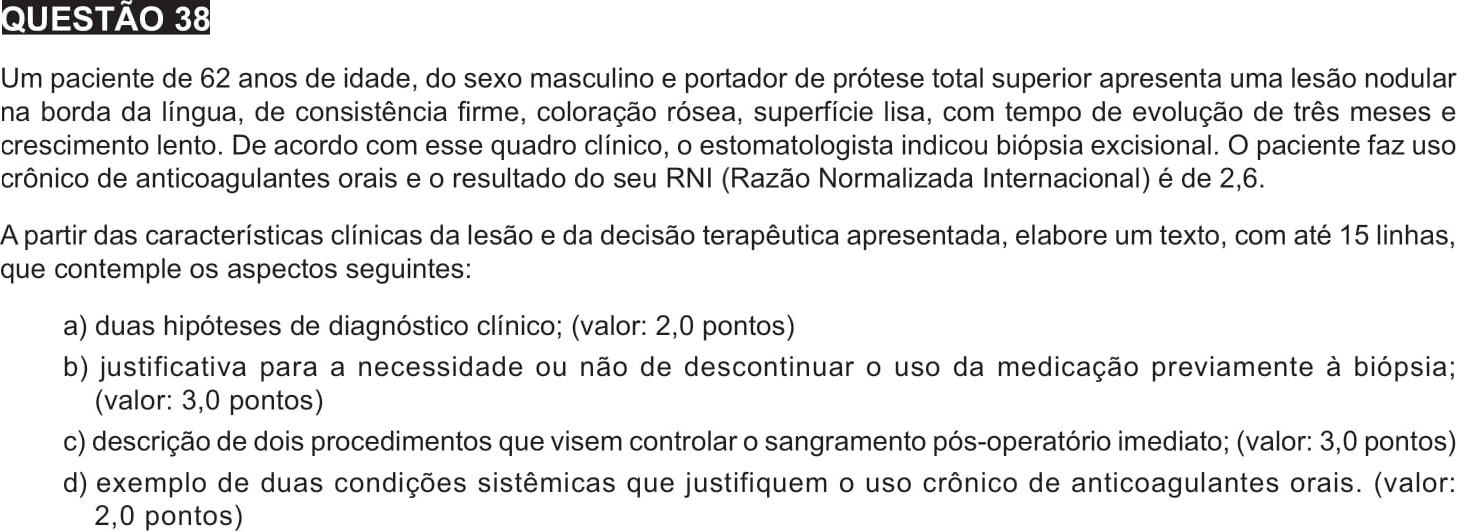 QUESTÃO 38
Um paciente de 62 anos de idade, do sexo masculino e portador de prótese total superior apresenta uma lesão nodular
na borda da língua, de consistência firme, coloração rósea, superfície lisa, com tempo de evolução de três meses e
crescimento lento. De acordo com esse quadro clínico, o estomatologista indicou biópsia excisional. O paciente faz uso
crônico de anticoagulantes orais e o resultado do seu RNI (Razão Normalizada Internacional) é de 2,6.
A partir das características clínicas da lesão e da decisão terapêutica apresentada, elabore um texto, com até 15 linhas,
que contemple os aspectos seguintes:
a) duas hipóteses de diagnóstico clínico; (valor: 2,0 pontos)
b) justificativa para a necessidade ou não de descontinuar o uso da medicação previamente à biópsia;
(valor: 3,0 pontos)
c) descrição de dois procedimentos que visem controlar o sangramento pós-operatório imediato; (valor: 3,0 pontos)
d) exemplo de duas condições sistêmicas que justifiquem o uso crônico de anticoagulantes orais. (valor:
2,0 pontos)